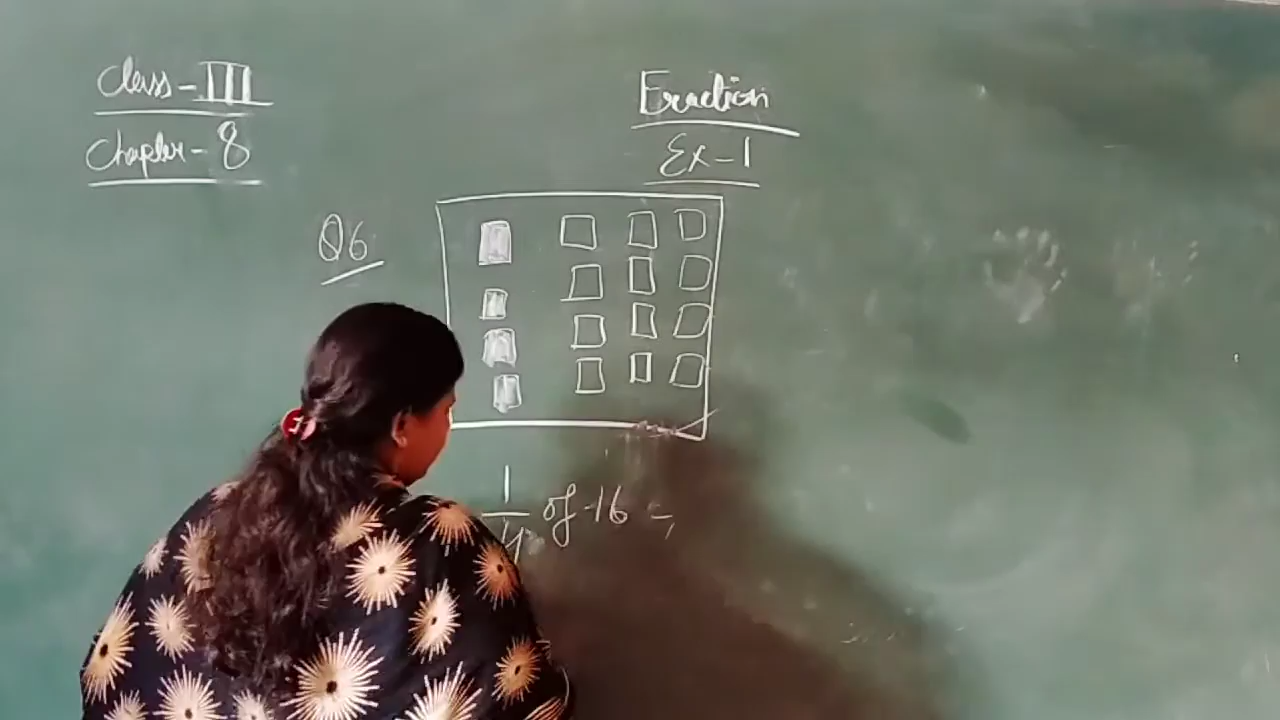 Class - III
Chapter - 8
Fraction
Ex - 1
Q6
1/4 of 16 =